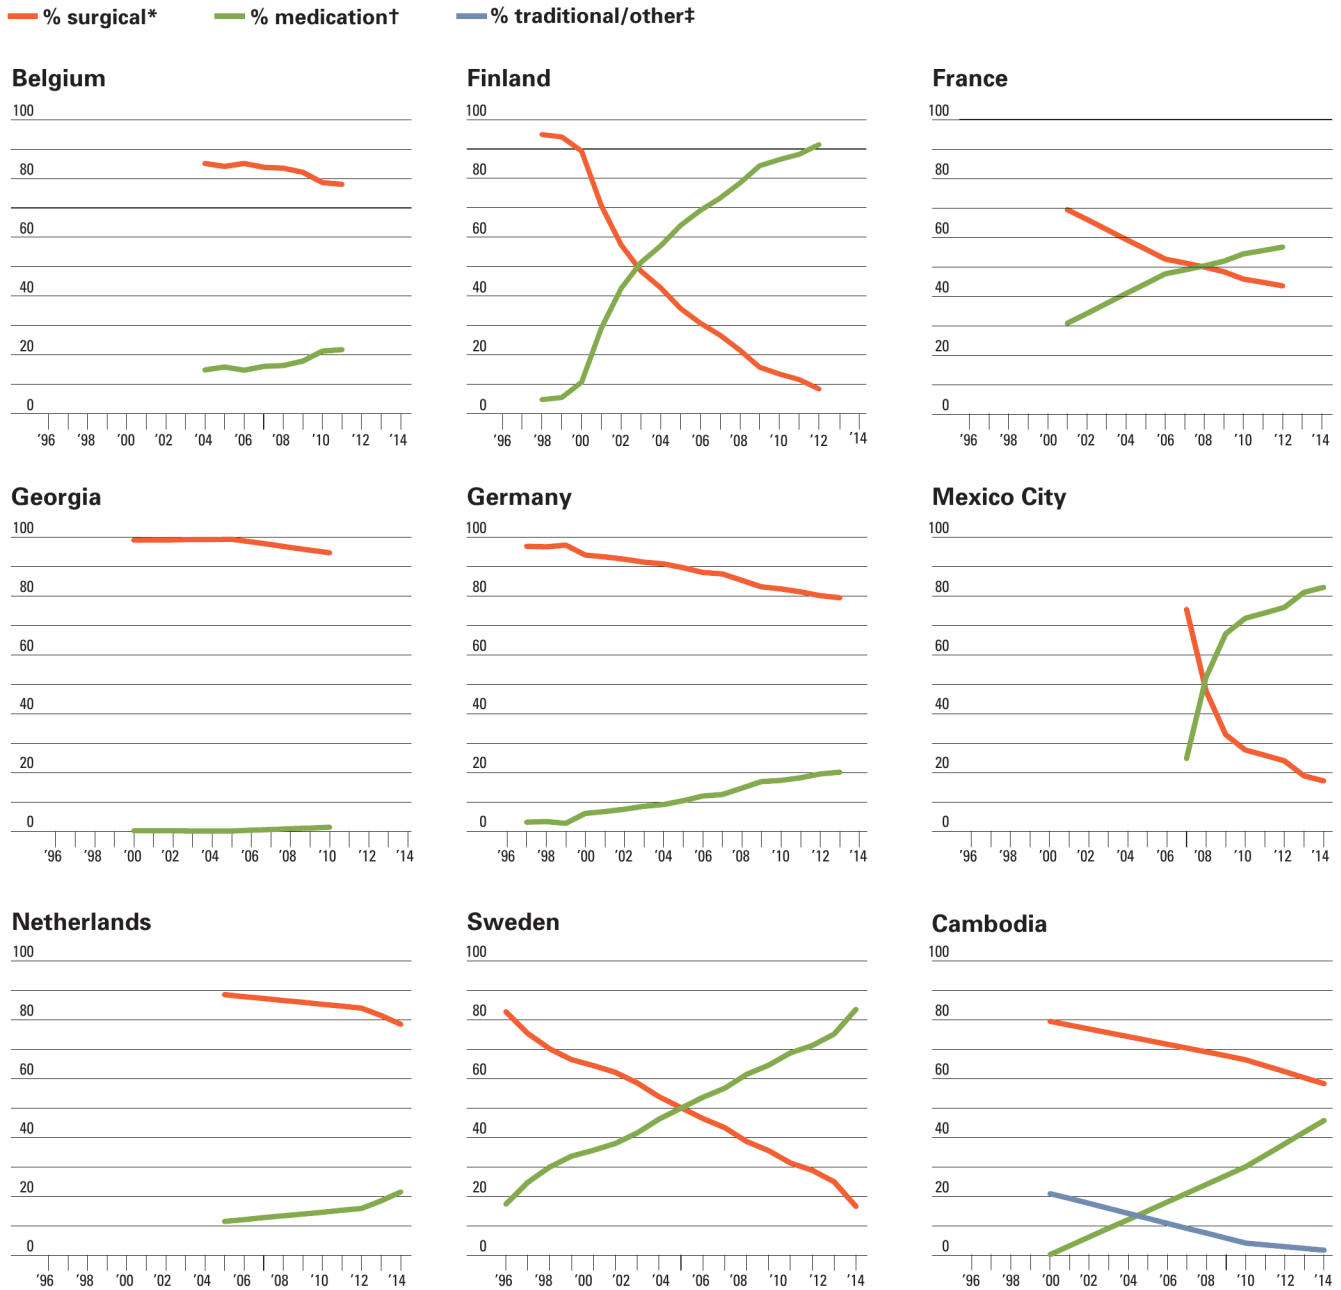 % surgical* % medication† % traditional/other‡
Belgium Finland France
100 100 100
80 80 80
60 60 60
40 40 40
20 20 20
0 0 0
’96 ’98 ’00 ’02 ’04 ’06 ’08 ’10 ’12 ’14 ’96 ’98 ’00 ’02 ’04 ’06 ’08 ’10 ’12 ’14 ’96 ’98 ’00 ’02 ’04 ’06 ’08 ’10 ’12 ’14
Georgia Germany Mexico City
100 100 100
80 80 80
60 60 60
40 40 40
20 20 20
0 0 0
’96 ’98 ’00 ’02 ’04 ’06 ’08 ’10 ’12 ’14 ’96 ’98 ’00 ’02 ’04 ’06 ’08 ’10 ’12 ’14 ’96 ’98 ’00 ’02 ’04 ’06 ’08 ’10 ’12 ’14
Netherlands Sweden Cambodia
100 100 100
80 80 80
60 60 60
40 40 40
20 20 20
0 0 0
’96 ’98 ’00 ’02 ’04 ’06 ’08 ’10 ’12 ’14 ’96 ’98 ’00 ’02 ’04 ’06 ’08 ’10 ’12 ’14 ’96 ’98 ’00 ’02 ’04 ’06 ’08 ’10 ’12 ’14